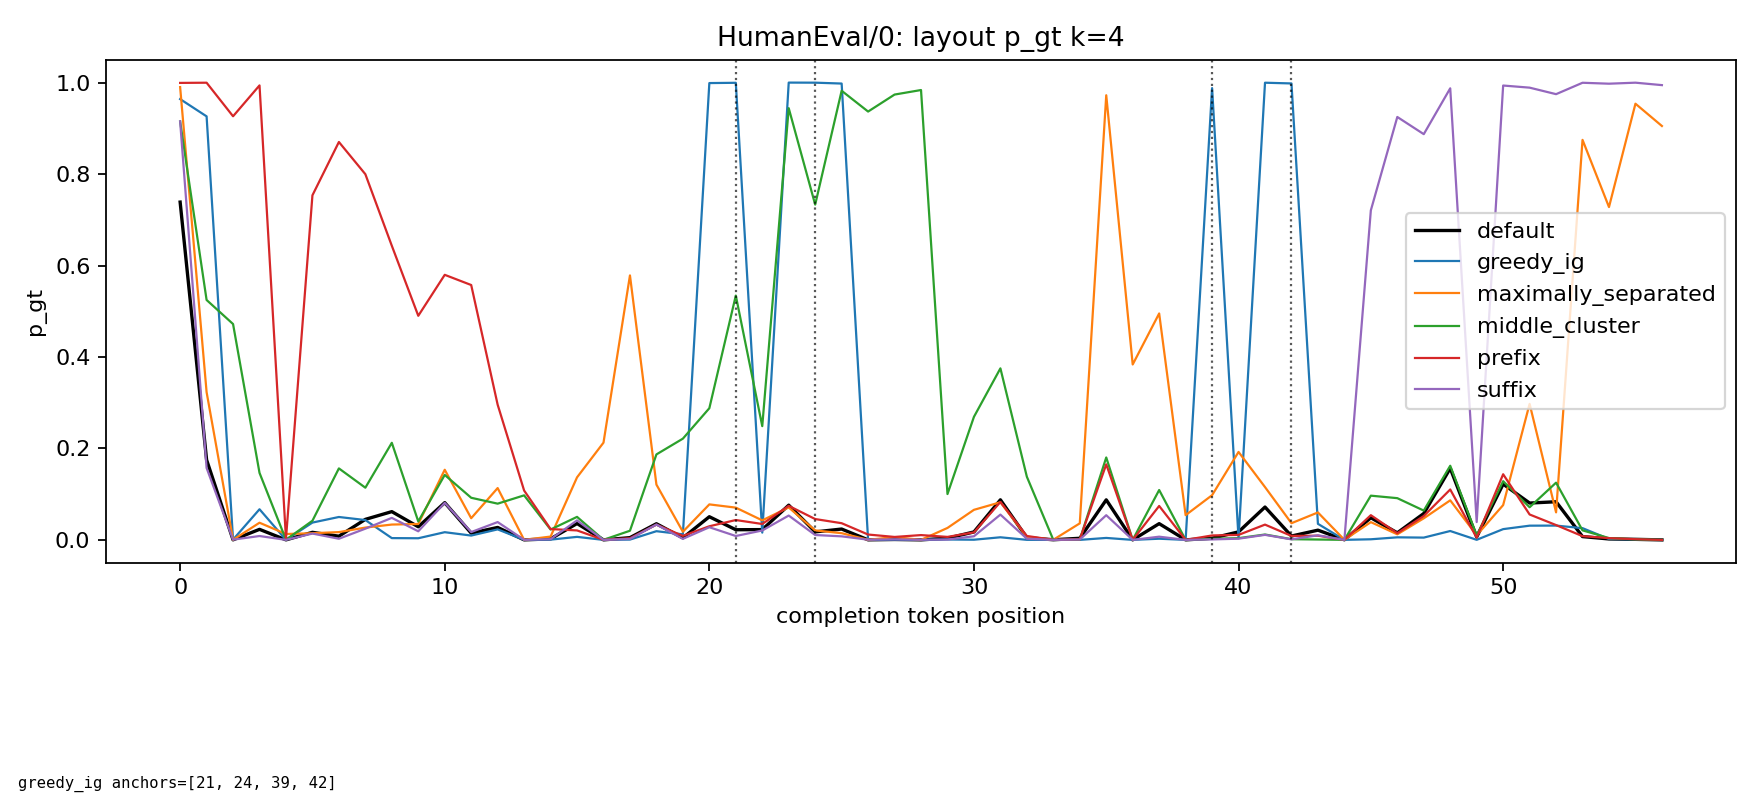 HumanEval/0: layout p_gt k=4
p_gt
1.0
0.8
0.6
0.4
0.2
0.0
0 10 20 30 40 50
completion token position
default
greedy_ig
maximally_separated
middle_cluster
prefix
suffix
greedy_ig anchors=[21, 24, 39, 42]